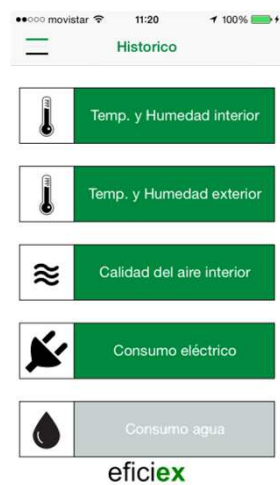 movistar 11:20 100%
Historico
Temp. y Humedad interior
Temp. y Humedad exterior
Calidad del aire interior
Consumo eléctrico
Consumo agua
eficiex